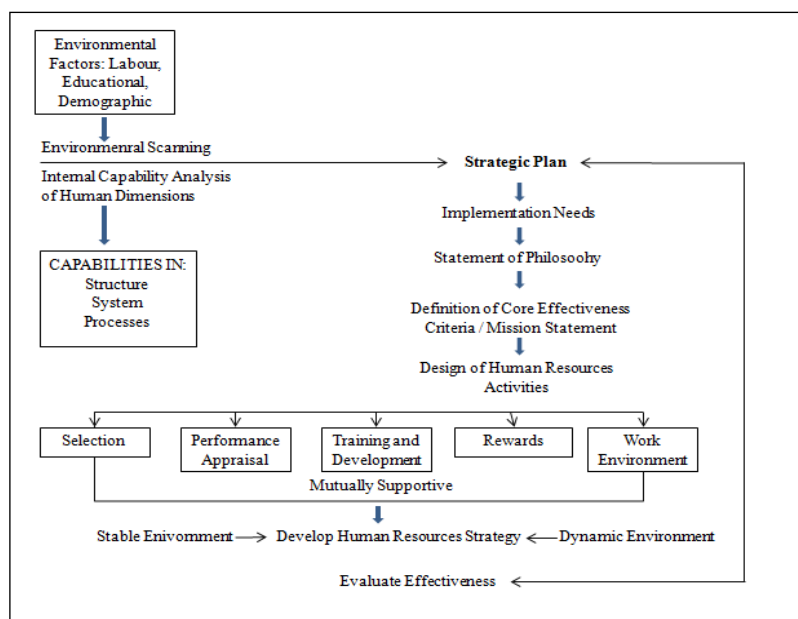 Environmental
Factors: Labour,
Educational,
Demographic
Environmenral Scanning
Internal Capability Analysis
of Human Dimensions
CAPABILITIES IN:
Structure
System
Processes
Strategic Plan
Implementation Needs
Statement of Philosoohy
Definition of Core Effectiveness
Criteria / Mission Statement
Design of Human Resources
Activities
Selection
Performance
Appraisal
Training and
Development
Rewards
Work
Environment
Mutually Supportive
Stable Enivornment
Develop Human Resources Strategy
Dynamic Environment
Evaluate Effectiveness